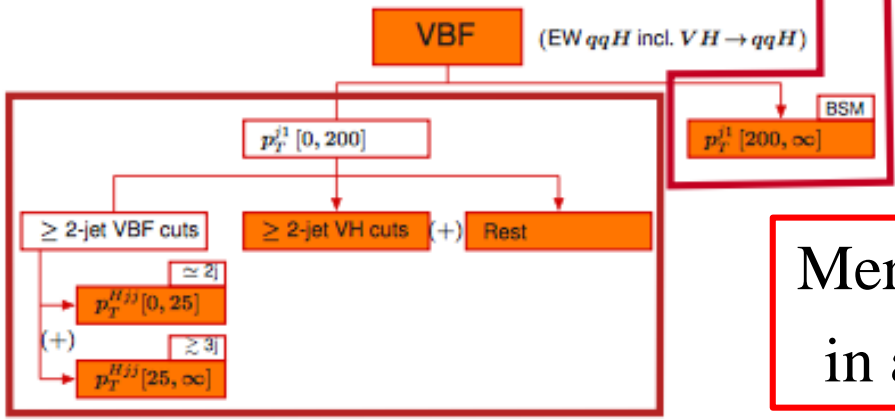 VBF (EW qqH incl. VH → qqH)
BSM
p_T^{j1} [0, 200] p_T^{j1} [200, ∞]
≥ 2-jet VBF cuts ≥ 2-jet VH cuts (+) Rest
≃ 2j
p_T^{Hjj} [0, 25]
(+)
≳ 3j
p_T^{Hjj} [25, ∞]
in